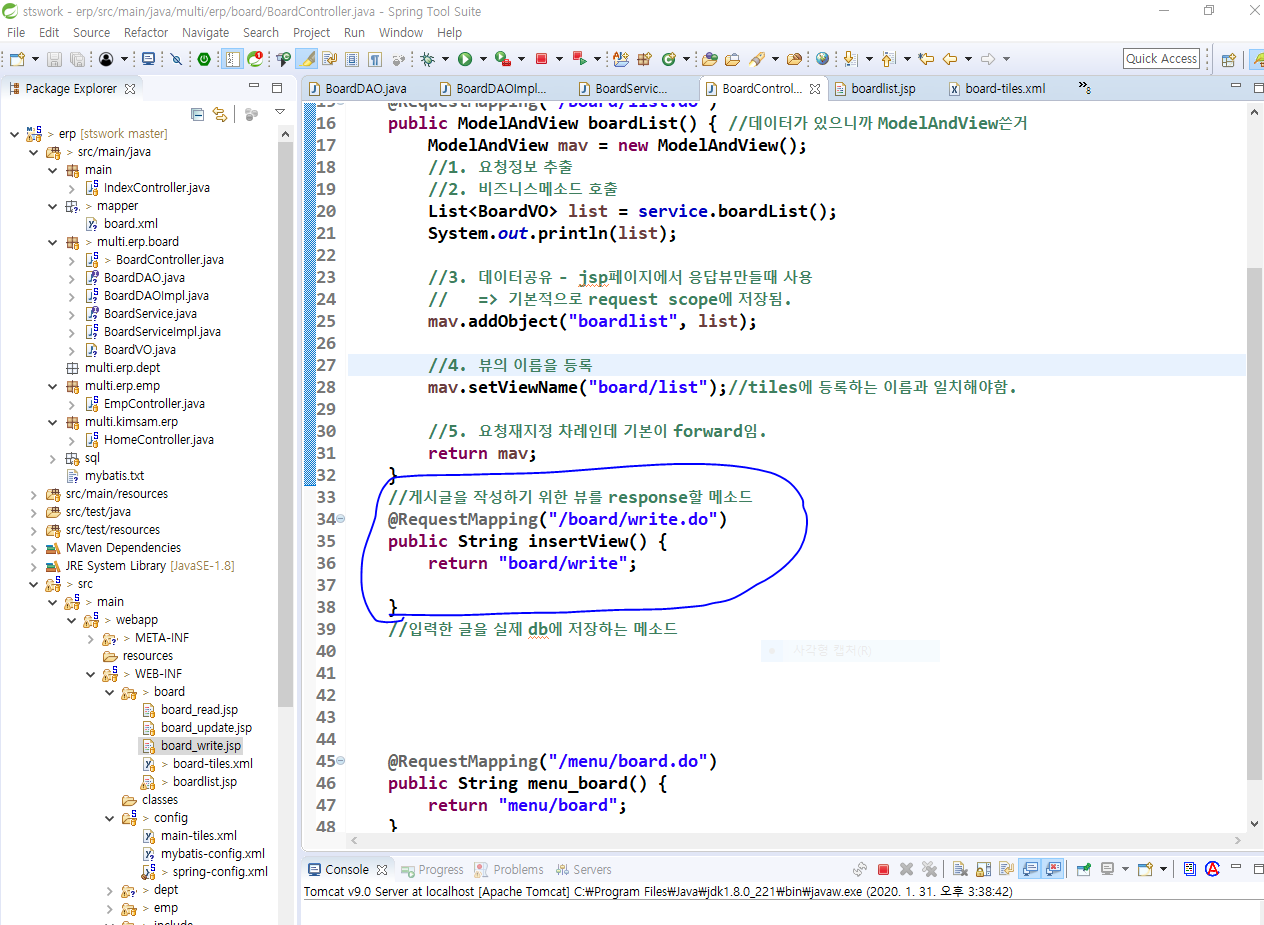 stswork - erp/src/main/java/multi/erp/board/BoardController.java - Spring Tool Suite
File Edit Source Refactor Navigate Search Project Run Window Help
Quick Access
Package Explorer
BoardDAO.java BoardDAOImpl... BoardServic... BoardControl... boardlist.jsp board-tiles.xml »8
> erp [stswork master]
> src/main/java
main
IndexController.java
> mapper
board.xml
> multi.erp.board
> BoardController.java
BoardDAO.java
BoardDAOImpl.java
BoardService.java
BoardServiceImpl.java
BoardVO.java
multi.erp.dept
multi.erp.emp
EmpController.java
multi.kimsam.erp
HomeController.java
> sql
mybatis.txt
> src/main/resources
> src/test/java
> src/test/resources
Maven Dependencies
JRE System Library [JavaSE-1.8]
> src
> main
> webapp
> META-INF
resources
> WEB-INF
> board
board_read.jsp
board_update.jsp
board_write.jsp
> board-tiles.xml
> boardlist.jsp
classes
> config
main-tiles.xml
mybatis-config.xml
> spring-config.xml
> dept
> emp
include
15 @RequestMapping("/board/list.do")
16 public ModelAndView boardList() { //데이터가 있으니까 ModelAndView쓴거
17 ModelAndView mav = new ModelAndView();
18 //1. 요청정보 추출
19 //2. 비즈니스메소드 호출
20 List<BoardVO> list = service.boardList();
21 System.out.println(list);
22
23 //3. 데이터공유 - jsp페이지에서 응답뷰만들때 사용
24 // => 기본적으로 request scope에 저장됨.
25 mav.addObject("boardlist", list);
26
27 //4. 뷰의 이름을 등록
28 mav.setViewName("board/list");//tiles에 등록하는 이름과 일치해야함.
29
30 //5. 요청재지정 차례인데 기본이 forward임.
31 return mav;
32 }
33 //게시글을 작성하기 위한 뷰를 response할 메소드
34 @RequestMapping("/board/write.do")
35 public String insertView() {
36 return "board/write";
37
38 }
39 //입력한 글을 실제 db에 저장하는 메소드
40
41
42
43
44
45 @RequestMapping("/menu/board.do")
46 public String menu_board() {
47 return "menu/board";
48 }
사각형 캡처(R)
Console Progress Problems Servers
Tomcat v9.0 Server at localhost [Apache Tomcat] C:₩Program Files₩Java₩jdk1.8.0_221₩bin₩javaw.exe (2020. 1. 31. 오후 3:38:42)